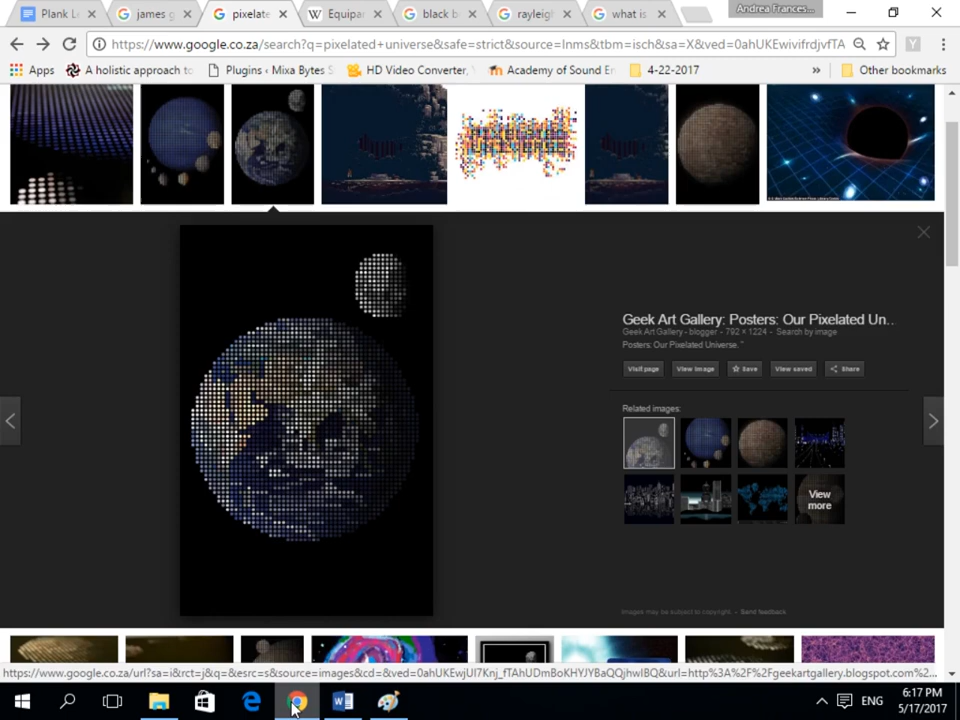 Plank Le
james g
pixelate
Equipa
black b
rayleig
what is
Andrea Frances...
https://www.google.co.za/search?q=pixelated+universe&safe=strict&source=lnms&tbm=isch&sa=X&ved=0ahUKEwivifrdjvfTA
Apps
A holistic approach to
Plugins ‹ Mixa Bytes S
HD Video Converter,
Academy of Sound En
4-22-2017
»
Other bookmarks
Geek Art Gallery: Posters: Our Pixelated Un...
Geek Art Gallery - blogger - 792 × 1224 - Search by image
Posters: Our Pixelated Universe, "
Visit page
View image
Save
View saved
Share
Related images:
View more
Images may be subject to copyright. - Send feedback
https://www.google.co.za/url?sa=i&rct=j&q=&esrc=s&source=images&cd=&ved=0ahUKEwjUl7Knj_fTAhUDmBoKHYJYBaQQjhwIBQ&url=http%3A%2F%2Fgeekartgallery.blogspot.com%2...
ENG
6:17 PM
5/17/2017